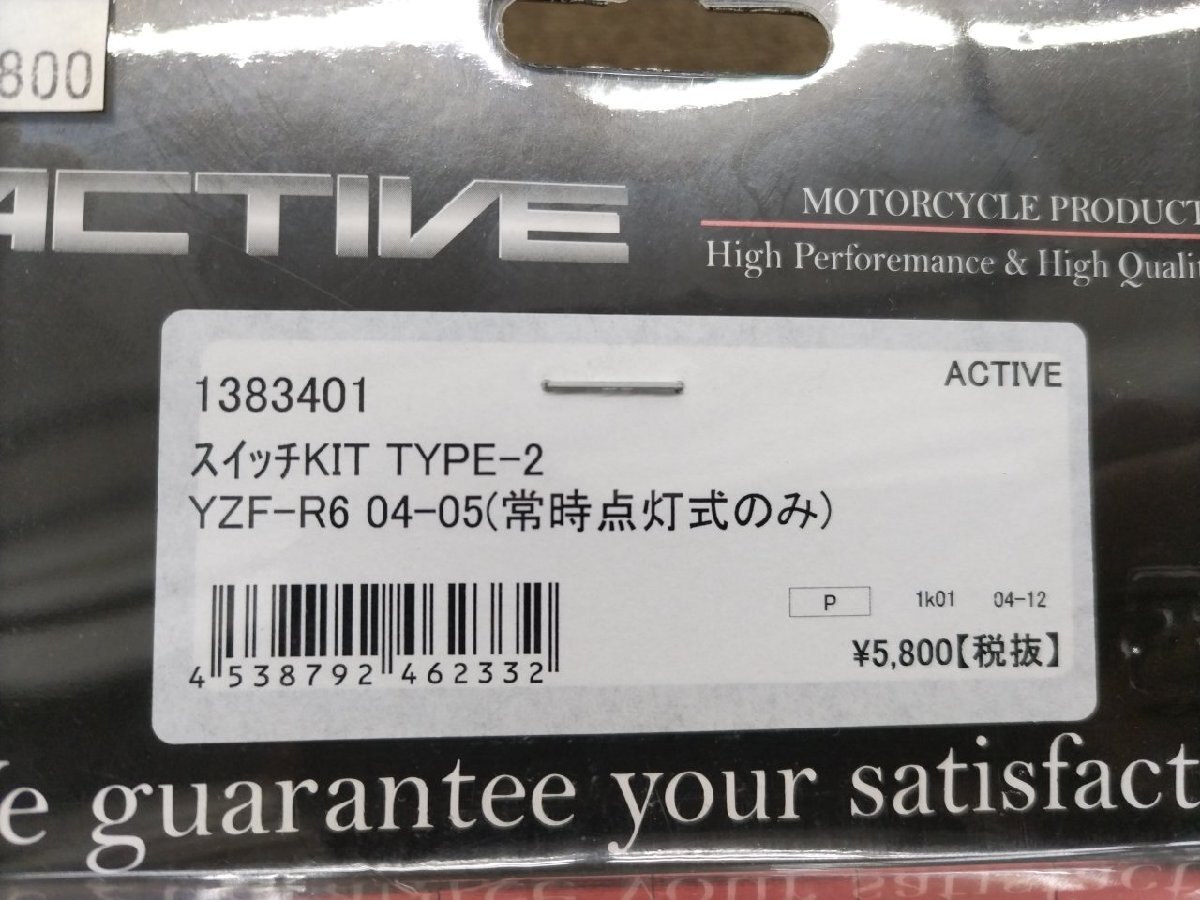 800
ACTIVE
MOTORCYCLE PRODUCT
High Perforemance & High Qualit
1383401
ACTIVE
スイッチKIT TYPE-2
YZF-R6 04-05(常時点灯式のみ)
P 1k01 04-12
¥5,800【税抜】
4 538792 462332
e guarantee your satisfact